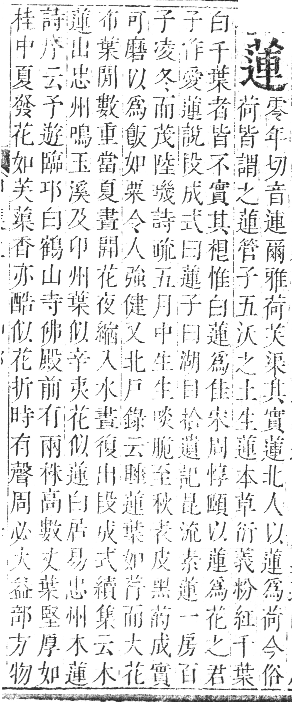 蓮零年切音連爾雅荷芙渠其實蓮北人以蓮爲荷今俗
荷皆謂之蓮管子五沃之土生蓮本草衍義粉紅千葉
白千葉者皆不實其䙝惟白蓮爲佳宋周惇頤以蓮爲花之君
子作愛蓮說段成式曰蓮子曰湖目拾遺記昆流素蓮一房百
子凌冬而茂陸璣詩疏五月中生生啖脆至秋表皮黑菂成實
可磨以爲飯如粟令人強健又北戸錄云睡蓮葉如荇而大花
布葉開數重當夏晝開花夜縮入水晝復出段成式續集云木
蓮出忠州鳴玉溪及卭州葉似辛夷花似蓮白居易忠州木蓮
詩序云予遊臨邛白鶴山寺佛殿前有兩株高數丈葉堅厚如
桂中夏發花如芙蕖香亦酷似花折時有聲周必大益部方物